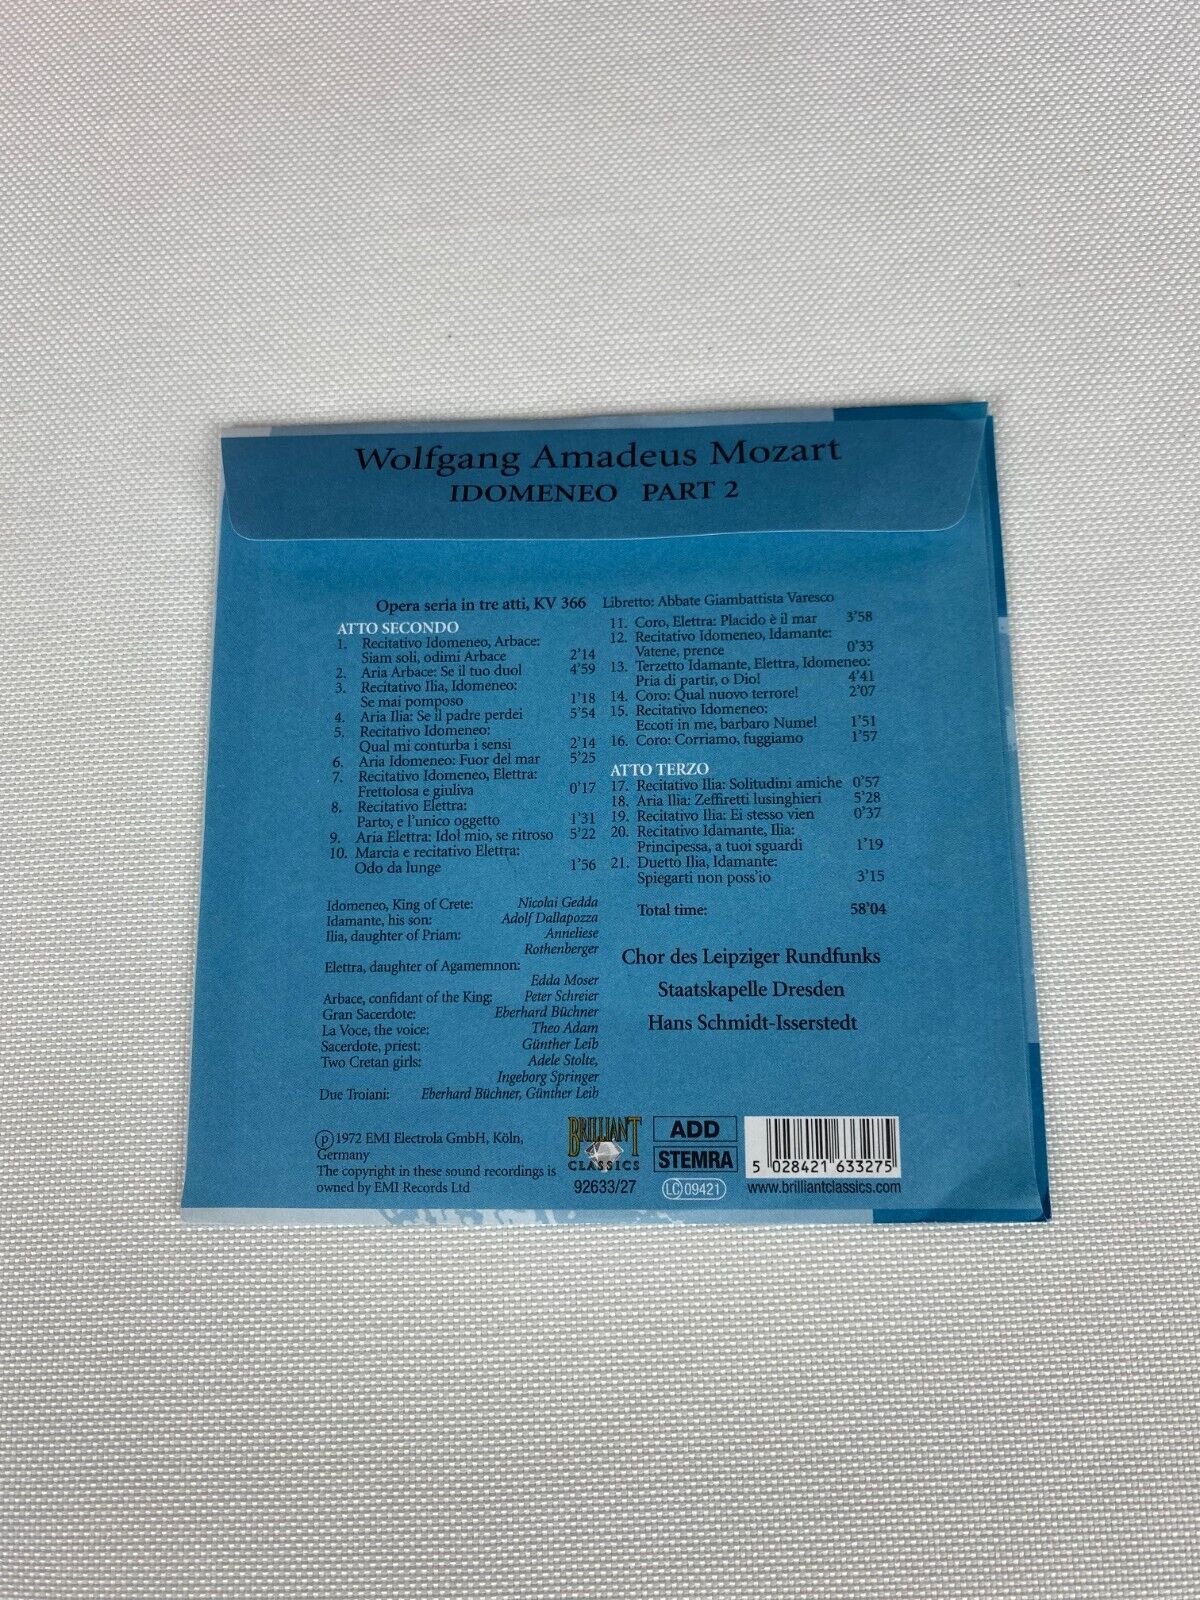 Wolfgang Amadeus Mozart
IDOMENEO PART 2
Opera seria in tre atti, KV 366 Libretto: Abbate Giambattista Varesco
ATTO SECONDO
1. Recitativo Idomeneo, Arbace:
Siam soli, odimi Arbace 2'14
2. Aria Arbace: Se il tuo duol 4'59
3. Recitativo Ilia, Idomeneo:
Se mai pomposo 1'18
4. Aria Ilia: Se il padre perdei 5'54
5. Recitativo Idomeneo:
Qual mi conturba i sensi 2'14
6. Aria Idomeneo: Fuor del mar 5'25
7. Recitativo Idomeneo, Elettra:
Frettolosa e giuliva 0'17
8. Recitativo Elettra:
Parto, e l'unico oggetto 1'31
9. Aria Elettra: Idol mio, se ritroso 5'22
10. Marcia e recitativo Elettra:
Odo da lunge 1'56
11. Coro, Elettra: Placido è il mar 3'58
12. Recitativo Idomeneo, Idamante:
Vatene, prence 0'33
13. Terzetto Idamante, Elettra, Idomeneo:
Pria di partir, o Dio! 4'41
14. Coro: Qual nuovo terrore! 2'07
15. Recitativo Idomeneo:
Eccoti in me, barbaro Nume! 1'51
16. Coro: Corriamo, fuggiamo 1'57
ATTO TERZO
17. Recitativo Ilia: Solitudini amiche 0'57
18. Aria Ilia: Zeffiretti lusinghieri 5'28
19. Recitativo Ilia: Ei stesso vien 0'37
20. Recitativo Idamante, Ilia:
Principessa, a tuoi sguardi 1'19
21. Duetto Ilia, Idamante:
Spiegarti non poss'io 3'15
Total time: 58'04
Idomeneo, King of Crete: Nicolai Gedda
Idamante, his son: Adolf Dallapozza
Ilia, daughter of Priam: Anneliese
Rothenberger
Elettra, daughter of Agamemnon:
Edda Moser
Arbace, confidant of the King: Peter Schreier
Gran Sacerdote: Eberhard Büchner
La Voce, the voice: Theo Adam
Sacerdote, priest: Günther Leib
Two Cretan girls: Adele Stolte,
Ingeborg Springer
Due Troiani: Eberhard Büchner, Günther Leib
Chor des Leipziger Rundfunks
Staatskapelle Dresden
Hans Schmidt-Isserstedt
℗ 1972 EMI Electrola GmbH, Köln,
Germany
The copyright in these sound recordings is
owned by EMI Records Ltd
BRILLIANT
CLASSICS
92633/27
ADD
STEMRA
LC 09421
5 028421 633275
www.brilliantclassics.com